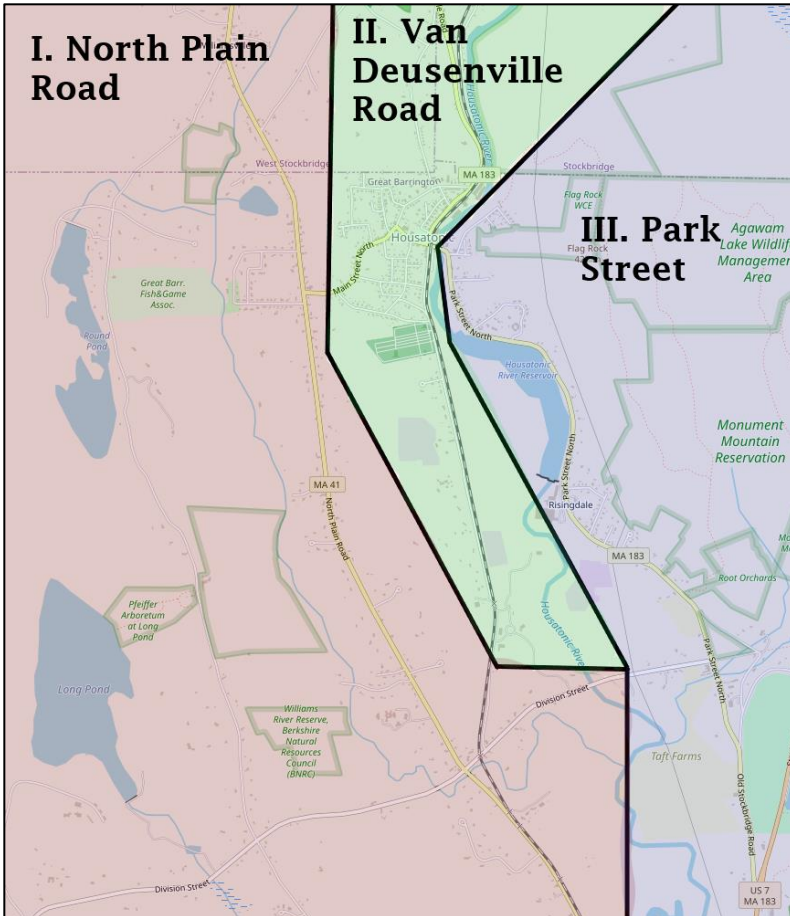 I. North Plain
Road
II. Van
Deusenville
Road
III. Park
Street
West Stockbridge
Great Barrington
MA 183
Stockbridge
Housatonic River
Flag Rock
WCE
Flag Rock
Agawam
Lake Wildlif
Managemen
Area
Housaton
Main Street North
Park Street North
Great Barr.
Fish&Game
Assoc.
Round
Pond
Housatonic
River Reservoir
Monument
Mountain
Reservation
MA 41
North Plain Road
Park Street North
Risingdale
MA 183
Root Orchards
Pfeiffer
Arboretum
at Long
Pond
Housatonic River
Park Street North
Long Pond
Division Street
Williams
River Reserve,
Berkshire
Natural
Resources
Council
(BNRC)
Taft Farms
Old Stockbridge Road
Division Street
US 7
MA 183